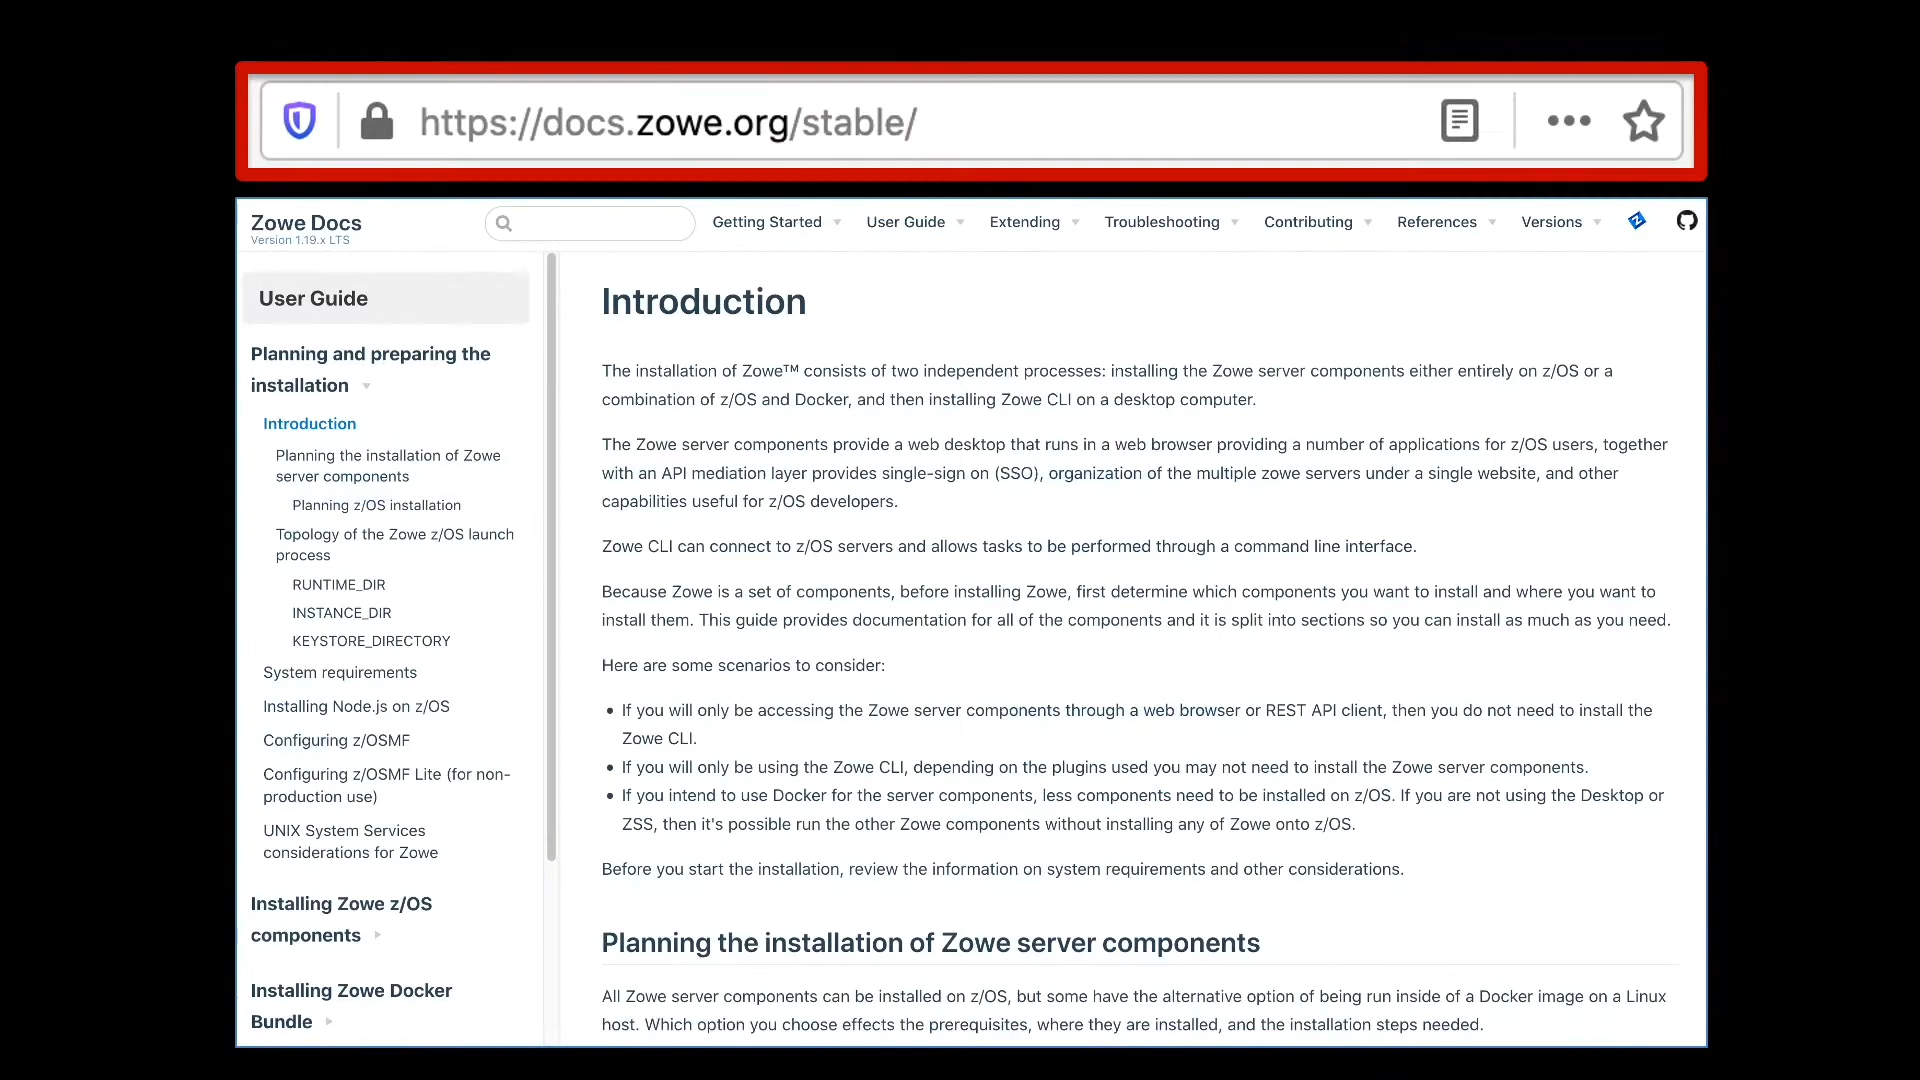 https://docs.zowe.org/stable/
Zowe Docs
Version 1.19.x LTS
Getting Started
User Guide
Extending
Troubleshooting
Contributing
References
Versions
User Guide
Planning and preparing the
installation
Introduction
Planning the installation of Zowe
server components
Planning z/OS installation
Topology of the Zowe z/OS launch
process
RUNTIME_DIR
INSTANCE_DIR
KEYSTORE_DIRECTORY
System requirements
Installing Node.js on z/OS
Configuring z/OSMF
Configuring z/OSMF Lite (for non-
production use)
UNIX System Services
considerations for Zowe
Installing Zowe z/OS
components
Installing Zowe Docker
Bundle
Introduction
The installation of Zowe™ consists of two independent processes: installing the Zowe server components either entirely on z/OS or a
combination of z/OS and Docker, and then installing Zowe CLI on a desktop computer.
The Zowe server components provide a web desktop that runs in a web browser providing a number of applications for z/OS users, together
with an API mediation layer provides single-sign on (SSO), organization of the multiple zowe servers under a single website, and other
capabilities useful for z/OS developers.
Zowe CLI can connect to z/OS servers and allows tasks to be performed through a command line interface.
Because Zowe is a set of components, before installing Zowe, first determine which components you want to install and where you want to
install them. This guide provides documentation for all of the components and it is split into sections so you can install as much as you need.
Here are some scenarios to consider:
• If you will only be accessing the Zowe server components through a web browser or REST API client, then you do not need to install the
Zowe CLI.
• If you will only be using the Zowe CLI, depending on the plugins used you may not need to install the Zowe server components.
• If you intend to use Docker for the server components, less components need to be installed on z/OS. If you are not using the Desktop or
ZSS, then it's possible run the other Zowe components without installing any of Zowe onto z/OS.
Before you start the installation, review the information on system requirements and other considerations.
Planning the installation of Zowe server components
All Zowe server components can be installed on z/OS, but some have the alternative option of being run inside of a Docker image on a Linux
host. Which option you choose effects the prerequisites, where they are installed, and the installation steps needed.